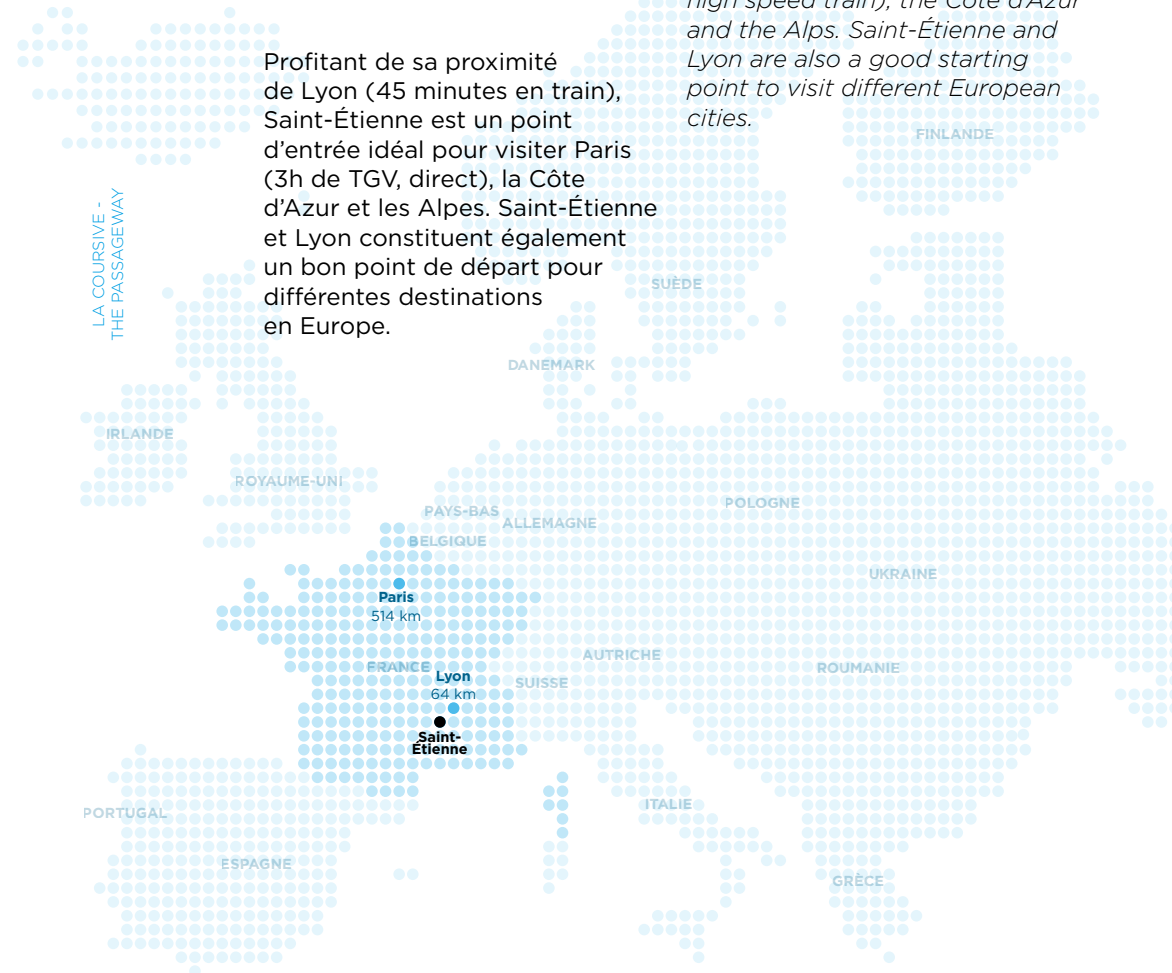 high speed train), the Côte d'Azur
and the Alps. Saint-Étienne and
Lyon are also a good starting
point to visit different European
cities.
Profitant de sa proximité
de Lyon (45 minutes en train),
Saint-Étienne est un point
d'entrée idéal pour visiter Paris
(3h de TGV, direct), la Côte
d'Azur et les Alpes. Saint-Étienne
et Lyon constituent également
un bon point de départ pour
différentes destinations
en Europe.
LA COURSIVE -
THE PASSAGEWAY
FINLANDE
SUÈDE
DANEMARK
IRLANDE
ROYAUME-UNI
PAYS-BAS
ALLEMAGNE
POLOGNE
BELGIQUE
UKRAINE
Paris
514 km
FRANCE
Lyon
64 km
AUTRICHE
SUISSE
ROUMANIE
Saint-
Étienne
PORTUGAL
ITALIE
ESPAGNE
GRÈCE